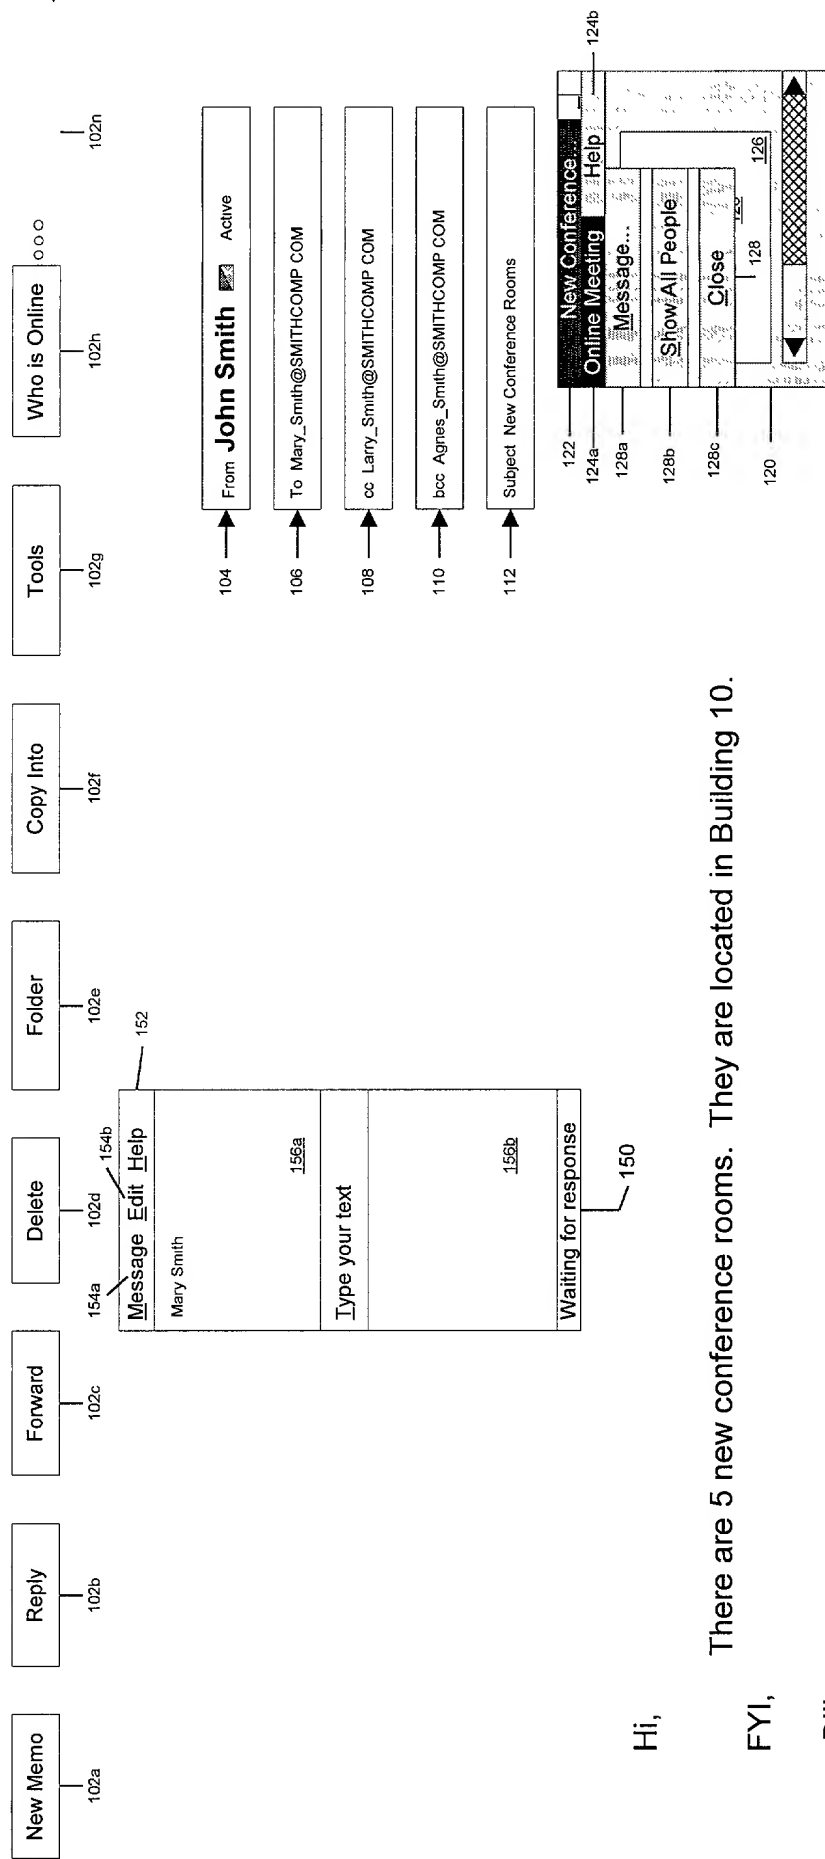 New Memo
Reply
Forward
Delete
Folder
Copy Into
Tools
Who is Online
102a
102b
102c
102d
102e
102f
102g
102h
102n
154a
154b
152
Message Edit Help
Mary Smith
156a
Type your text
156b
Waiting for response
150
104
From John Smith Active
106
To Mary_Smith@SMITHCOMP COM
108
cc Larry_Smith@SMITHCOMP COM
110
bcc Agnes_Smith@SMITHCOMP COM
112
Subject New Conference Rooms
122
New Conference...
124a
Online Meeting Help
124b
128a
Message...
128b
Show All People
126
128c
Close
128
120
Hi,
There are 5 new conference rooms. They are located in Building 10.
FYI,